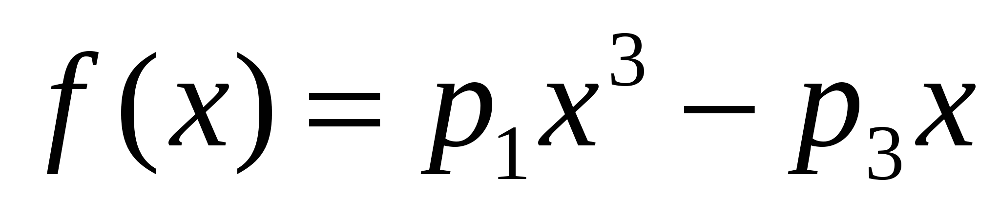 f(x) = p₁x³ − p₃x